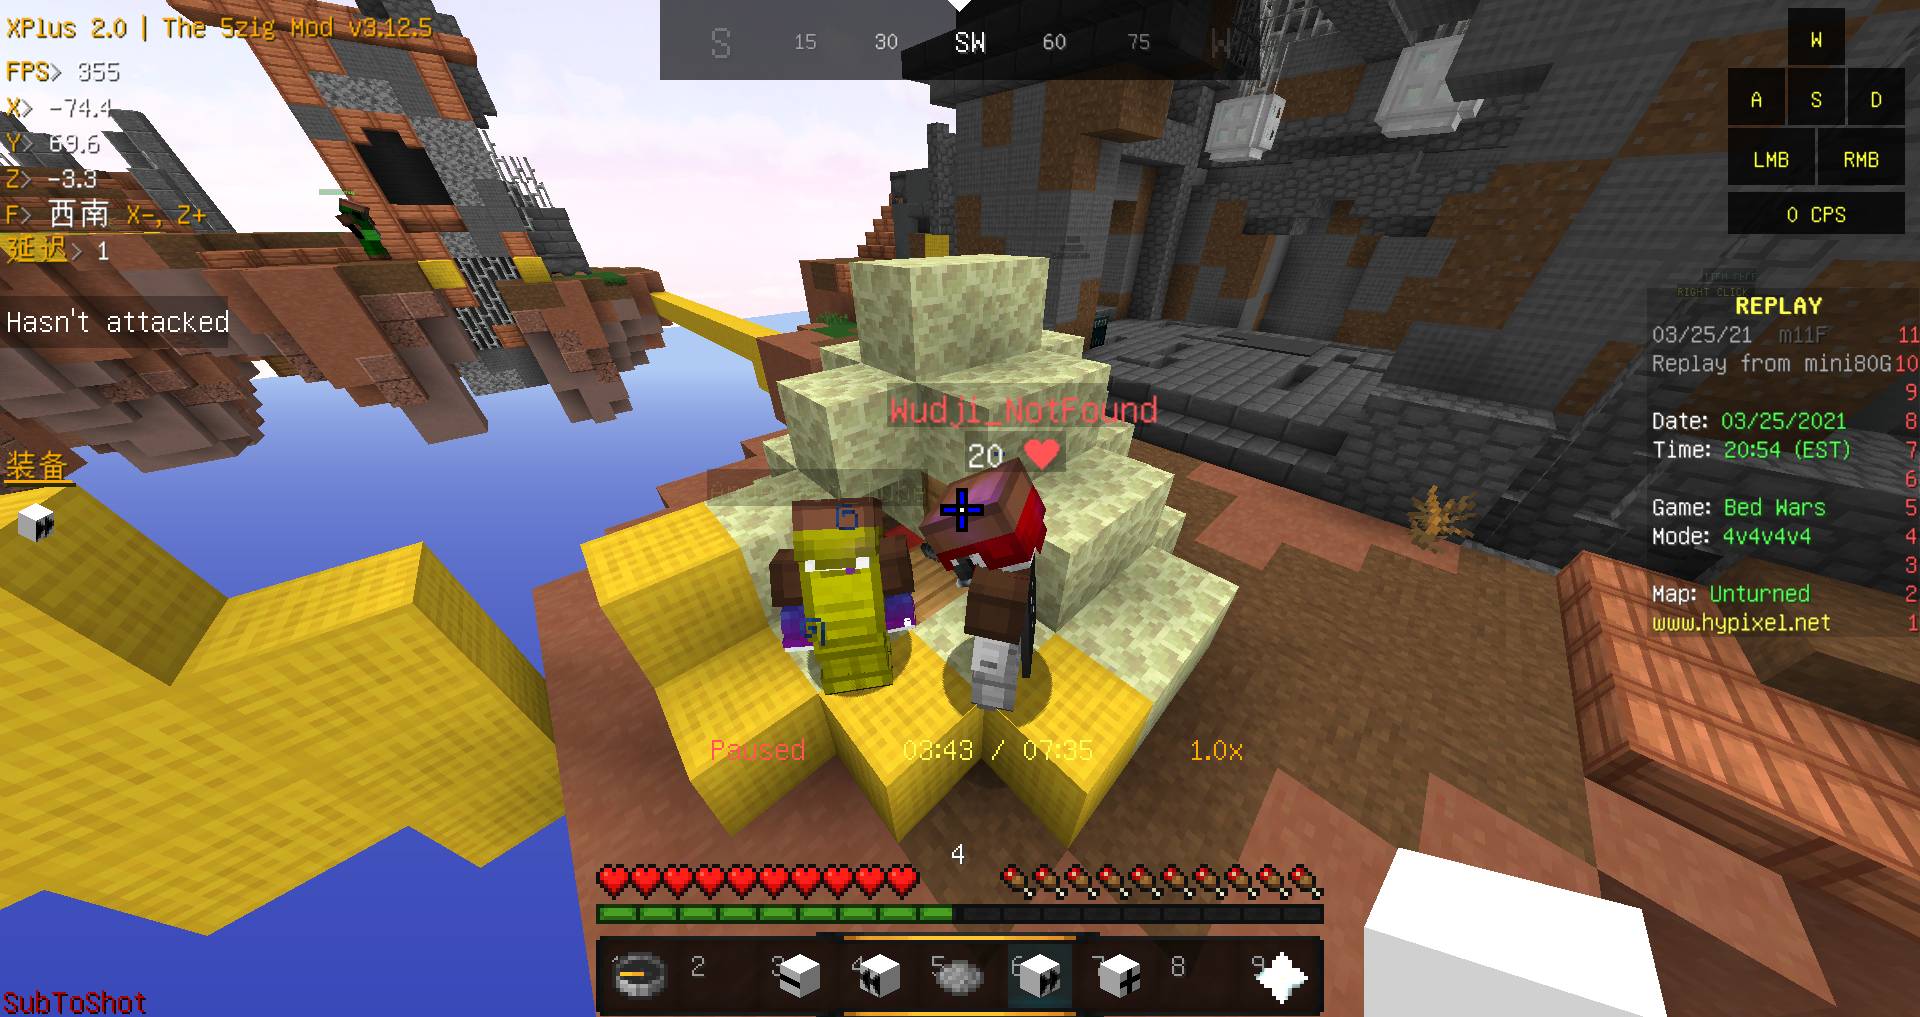 XPlus 2.0 | The 5zig Mod v3.12.5
FPS> 355
X> -74.4
Y> 69.6
Z> -3.3
F> 西南 X-, Z+
延迟> 1
Hasn't attacked
装备
S 15 30 SW 60 75 W
W
A S D
LMB RMB
0 CPS
RIGHT CLICK
REPLAY
03/25/21 m11F 11
Replay from mini80G 10
9
Date: 03/25/2021 8
Time: 20:54 (EST) 7
6
Game: Bed Wars 5
Mode: 4v4v4v4 4
3
Map: Unturned 2
www.hypixel.net 1
Wudji_NotFound
20
Paused 03:43 / 07:35 1.0x
4
1 2 3 4 5 6 7 8 9
SubToShot